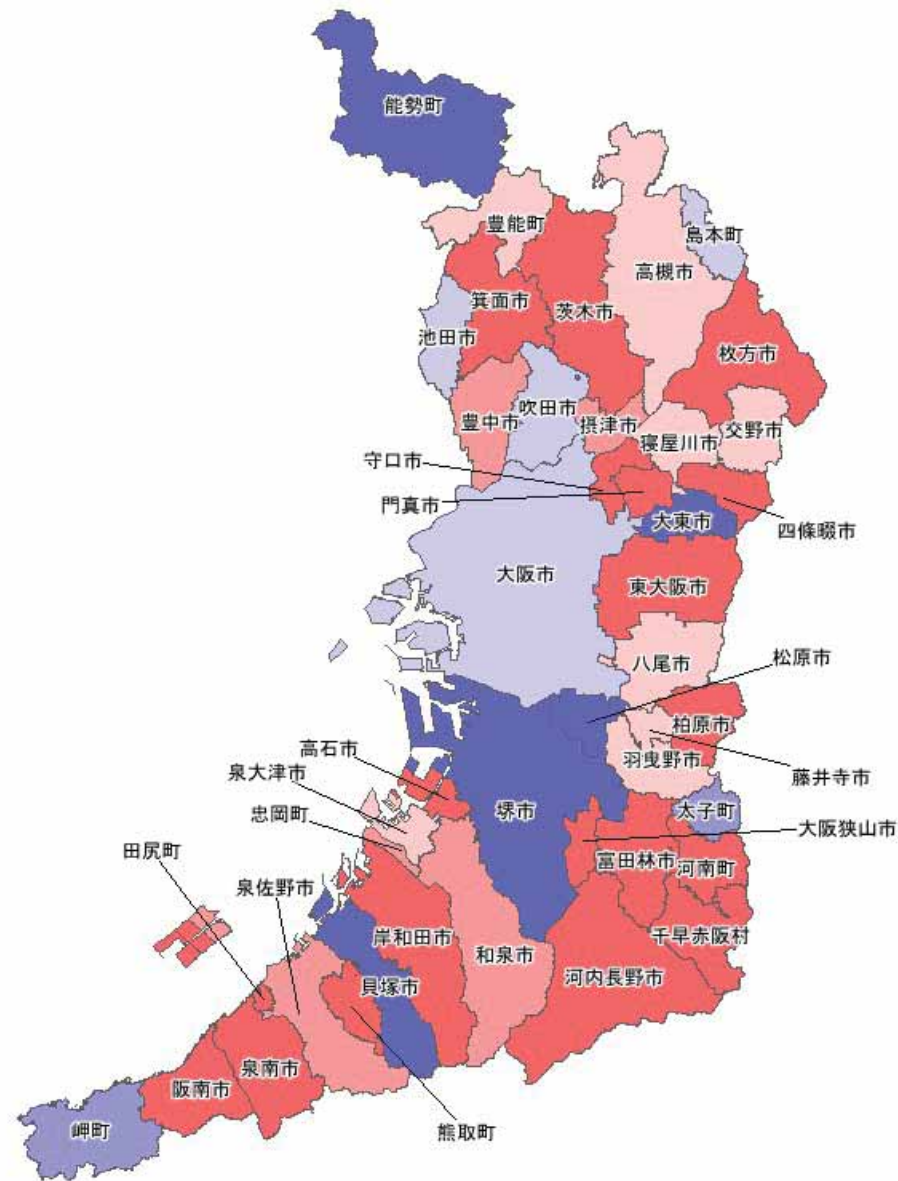 能勢町
豊能町
島本町
高槻市
箕面市
茨木市
池田市
枚方市
吹田市
豊中市
摂津市
寝屋川市
交野市
守口市
門真市
大東市
四條畷市
大阪市
東大阪市
八尾市
松原市
柏原市
高石市
羽曳野市
泉大津市
藤井寺市
忠岡町
堺市
太子町
大阪狭山市
田尻町
富田林市
河南町
泉佐野市
岸和田市
千早赤阪村
和泉市
河内長野市
貝塚市
泉南市
阪南市
岬町
熊取町